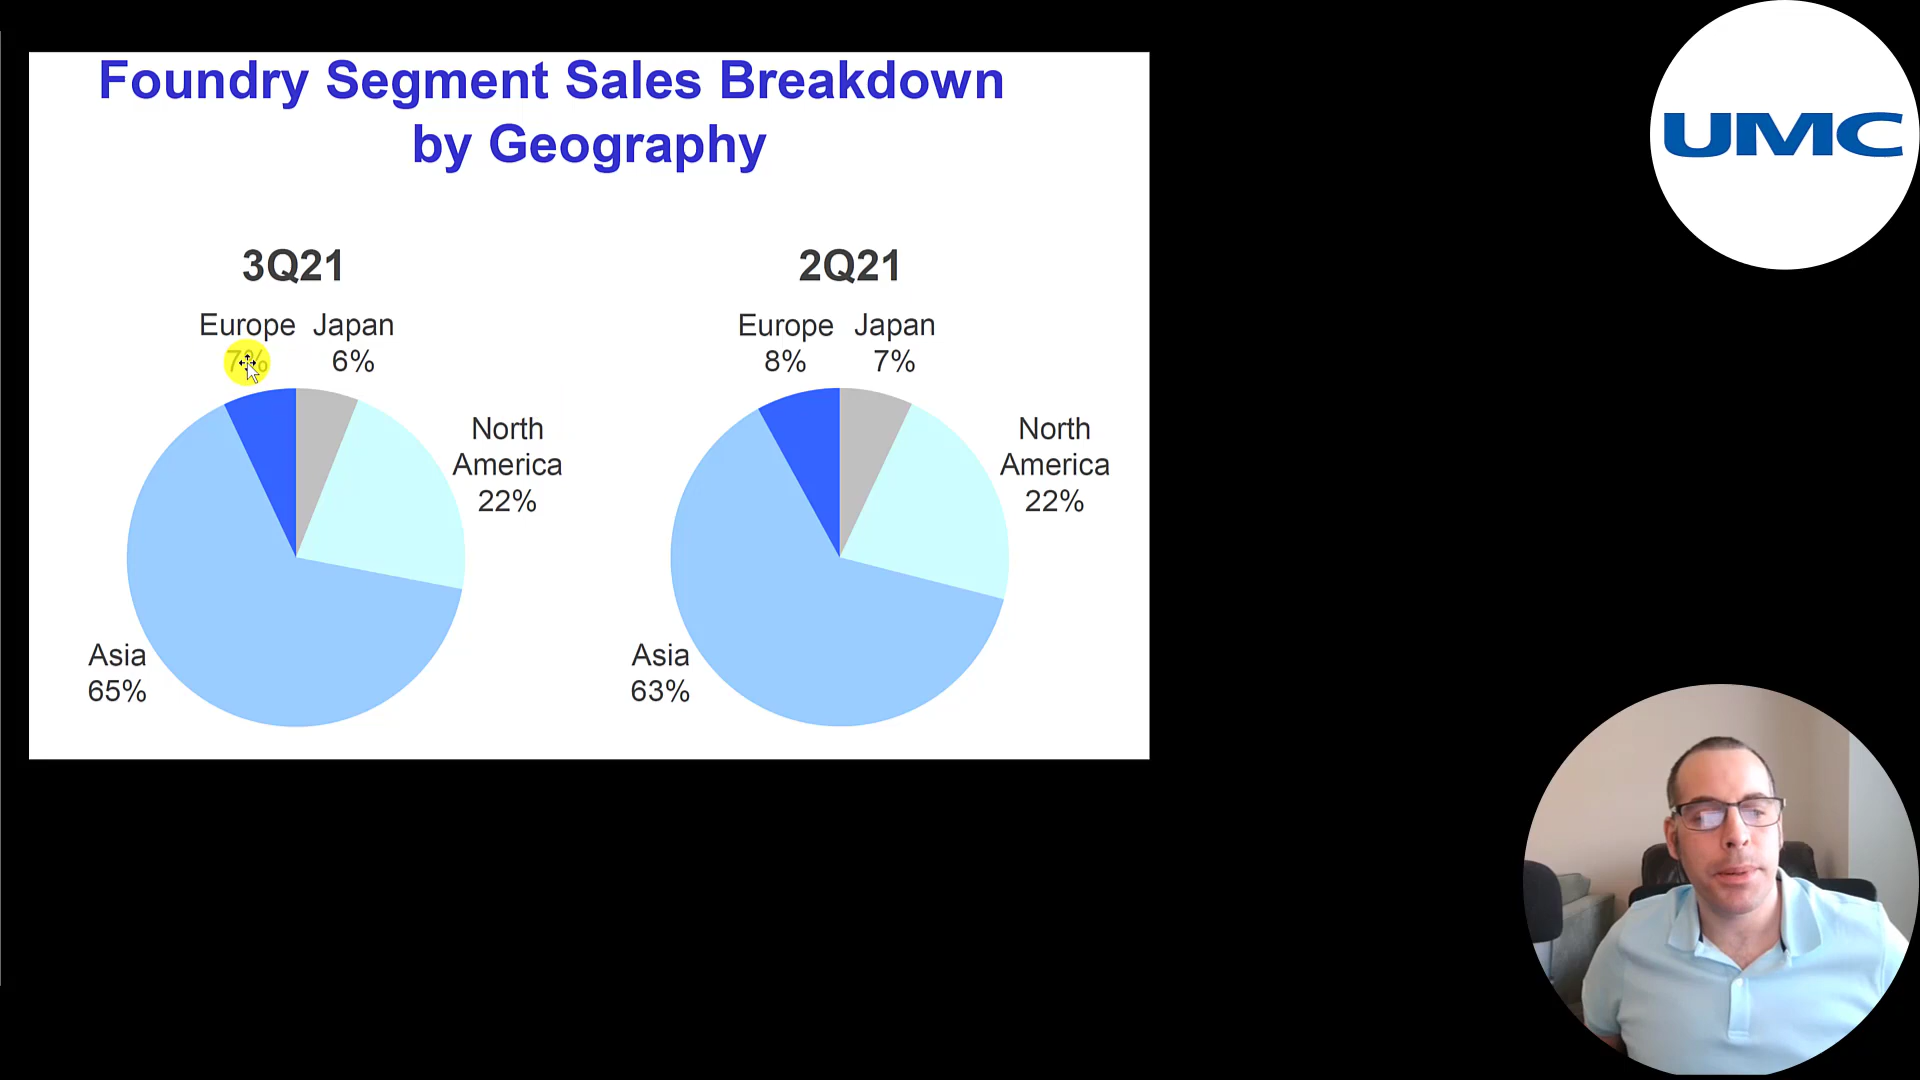 Foundry Segment Sales Breakdown
by Geography
UMC
3Q21
Europe Japan
7% 6%
North
America
22%
Asia
65%
2Q21
Europe Japan
8% 7%
North
America
22%
Asia
63%